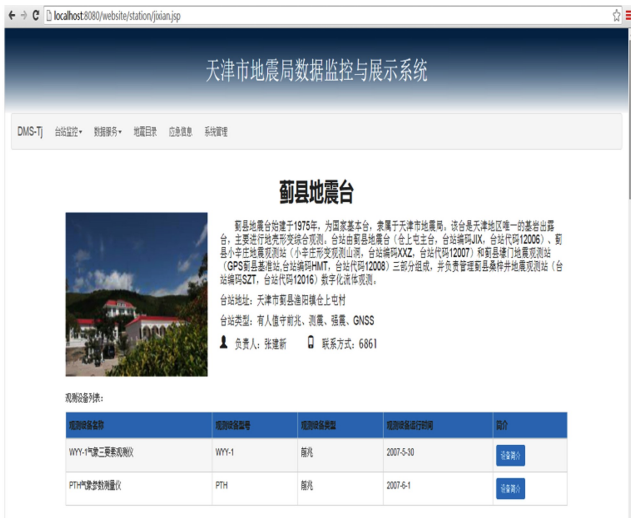 localhost:8080/website/station/jixian.jsp
天津市地震局数据监控与展示系统
DMS-Tj 台站监控 数据服务 地震目录 应急信息 系统管理
蓟县地震台
蓟县地震台始建于1975年，为国家基本台，隶属于天津市地震局。该台是天津地区唯一的基岩出露
台，主要进行地壳形变综合观测。台站由蓟县地震台（仓上屯主台，台站编码JIX，台站代码12006）、蓟
县小辛庄地震观测站（小辛庄形变观测山洞，台站编码XXZ，台站代码12007）和蓟县壕门地震观测站
（GPS蓟县基准站,台站编码HMT，台站代码12008）三部分组成，并负责管理蓟县桑梓井地震观测站（台
站编码SZT，台站代码12016）数字化流体观测。
台站地址：天津市蓟县渔阳镇仓上屯村
台站类型：有人值守前兆、测震、强震、GNSS
负责人：张建新 联系方式：6861
观测设备列表：
观测设备名称 观测设备型号 观测设备类型 观测设备运行时间 简介
WYY-1气象三要素观测仪 WYY-1 前兆 2007-5-30 设备简介
PTH气象参数测量仪 PTH 前兆 2007-6-1 设备简介